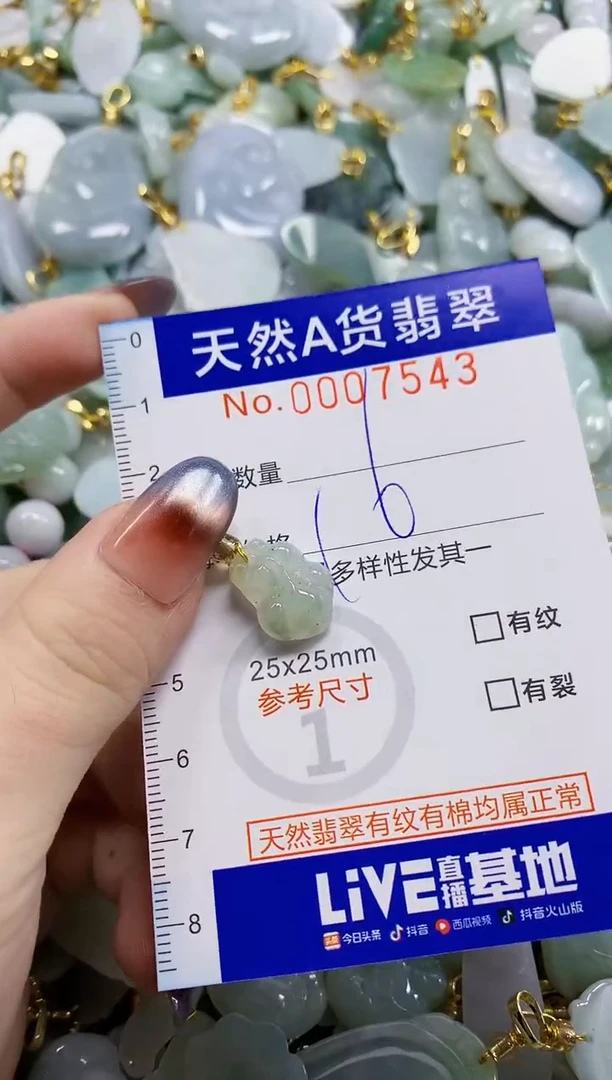 天然A货翡翠
No.0007543
0
1
2
数量
16
格
多样性发其一
25x25mm
参考尺寸
1
有纹
有裂
5
6
7
8
天然翡翠有纹有棉均属正常
LiVE直播基地
头条 今日头条 抖音 西瓜视频 抖音火山版